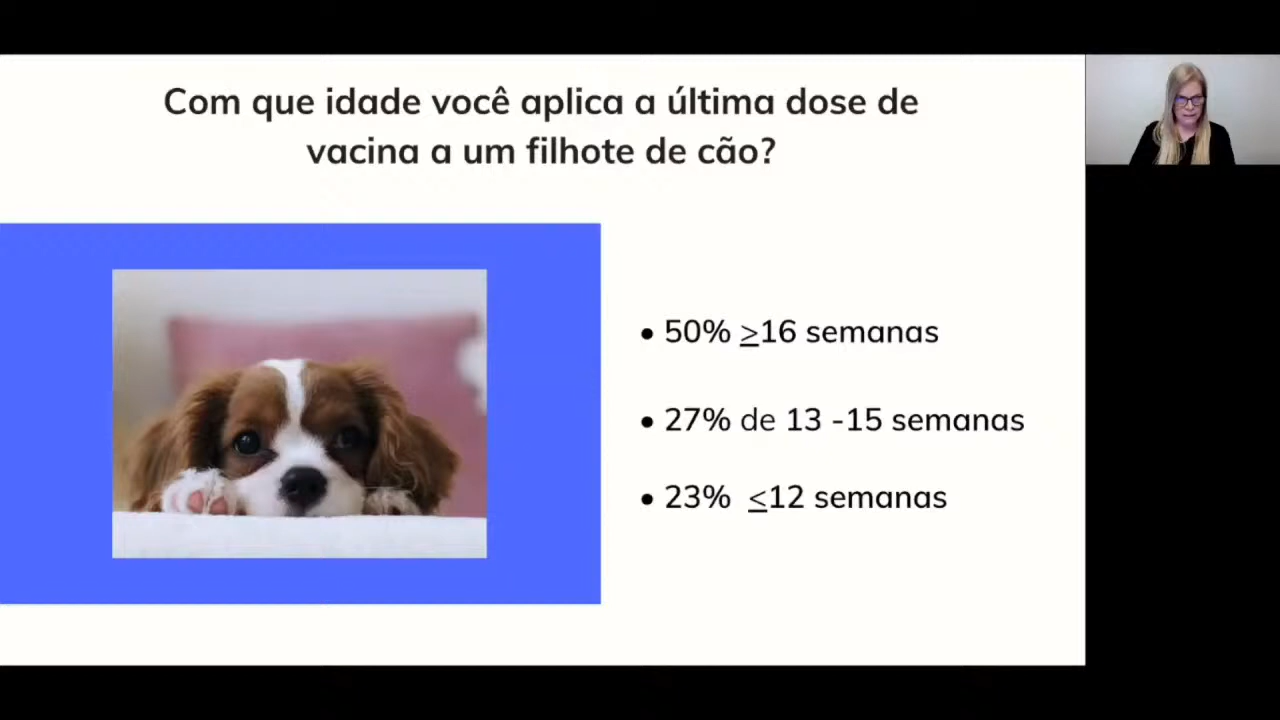 Com que idade você aplica a última dose de
vacina a um filhote de cão?
• 50% ≥16 semanas
• 27% de 13 -15 semanas
• 23% ≤12 semanas